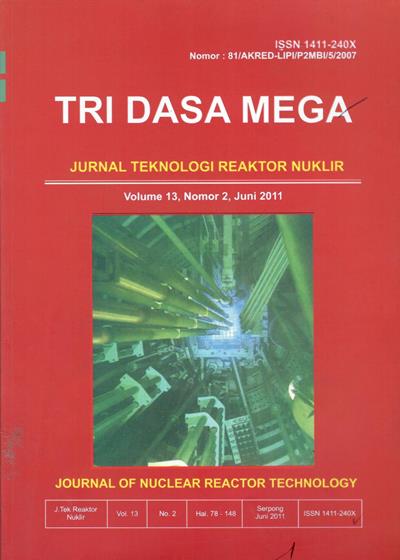 ISSN 1411-240X
Nomor : 81/AKRED-LIPI/P2MBI/5/2007
TRI DASA MEGA
JURNAL TEKNOLOGI REAKTOR NUKLIR
Volume 13, Nomor 2, Juni 2011
JOURNAL OF NUCLEAR REACTOR TECHNOLOGY
J.Tek Reaktor Nuklir
Vol. 13
No. 2
Hal. 78 - 148
Serpong Juni 2011
ISSN 1411-240X